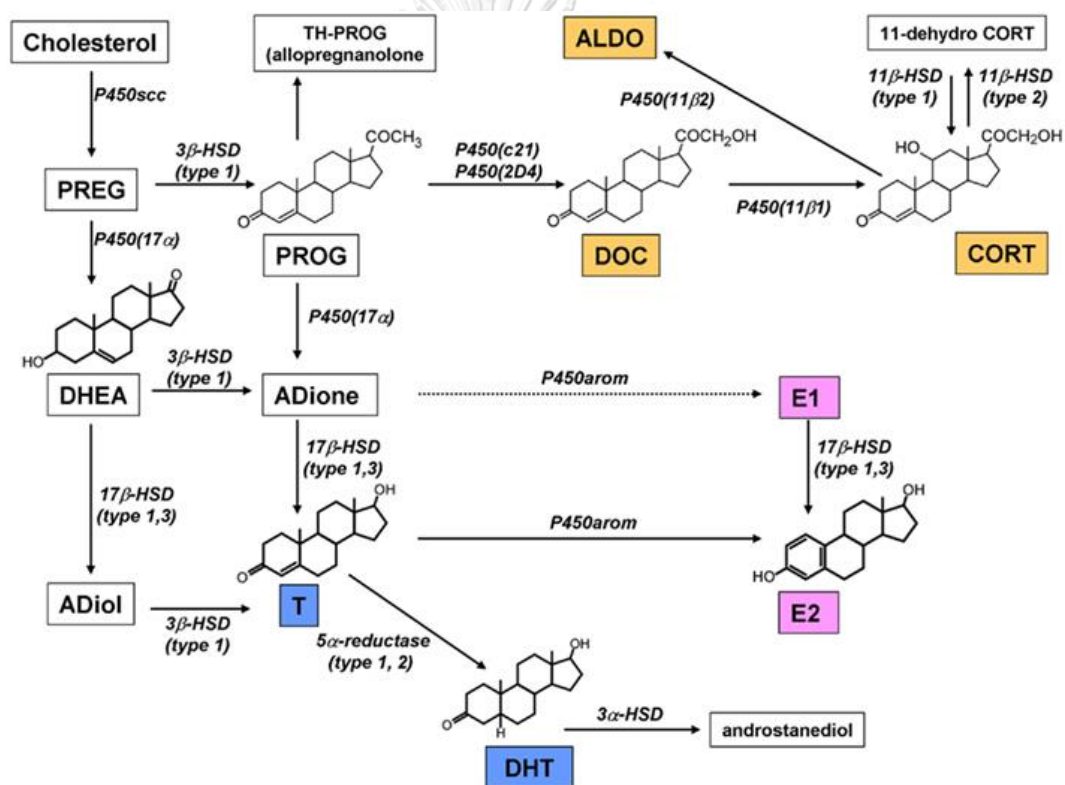 Cholesterol
TH-PROG
(allopregnanolone
ALDO
11-dehydro CORT
P450scc
P450(11β2)
11β-HSD
(type 1)
11β-HSD
(type 2)
COCH3
COCH2OH
HO
COCH2OH
3β-HSD
(type 1)
P450(c21)
P450(2D4)
PREG
P450(11β1)
O
O
O
P450(17α)
PROG
DOC
CORT
O
P450(17α)
HO
3β-HSD
(type 1)
P450arom
DHEA
ADione
E1
17β-HSD
(type 1,3)
17β-HSD
(type 1,3)
17β-HSD
(type 1,3)
OH
OH
P450arom
O
HO
ADiol
T
E2
3β-HSD
(type 1)
5α-reductase
(type 1, 2)
OH
O
H
3α-HSD
androstanediol
DHT